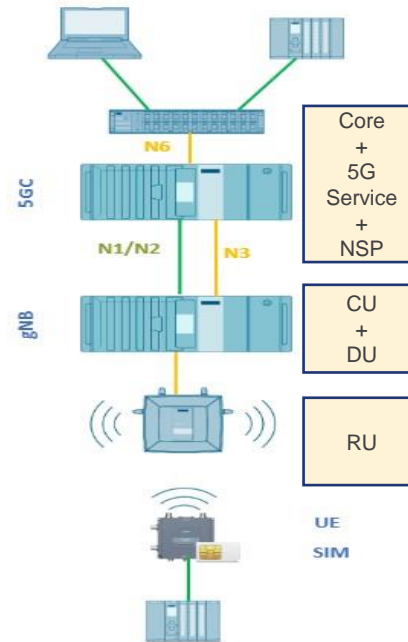 N6
5GC
Core
+
5G
Service
+
NSP
N1/N2
N3
gNB
CU
+
DU
RU
UE
SIM